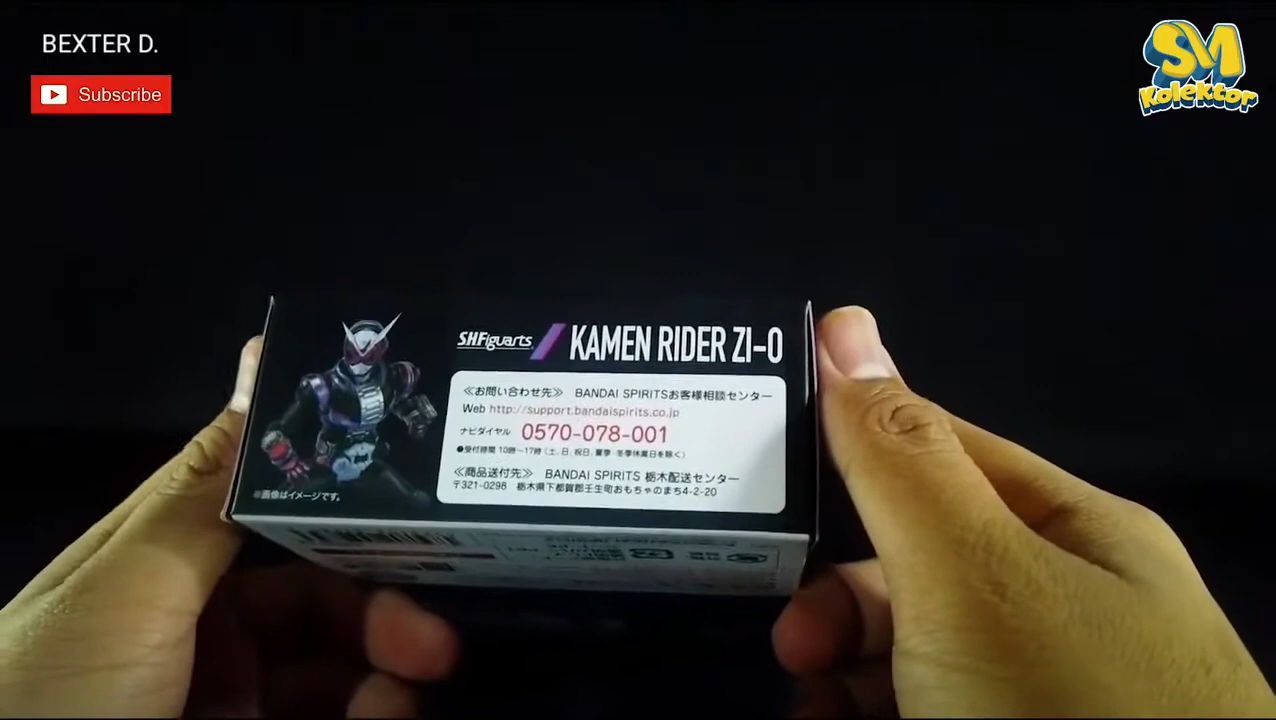 BEXTER D.
Subscribe
SM
Kolektor
S.H.Figuarts KAMEN RIDER ZI-O
≪お問い合わせ先≫ BANDAI SPIRITSお客様相談センター
Web http://support.bandaispirits.co.jp
ナビダイヤル 0570-078-001
●受付時間 10時~17時(土、日、祝日、夏季・冬季休業日を除く)
≪商品送付先≫ BANDAI SPIRITS 栃木配送センター
〒321-0298 栃木県下都賀郡壬生町おもちゃのまち4-2-20
※画像はイメージです。